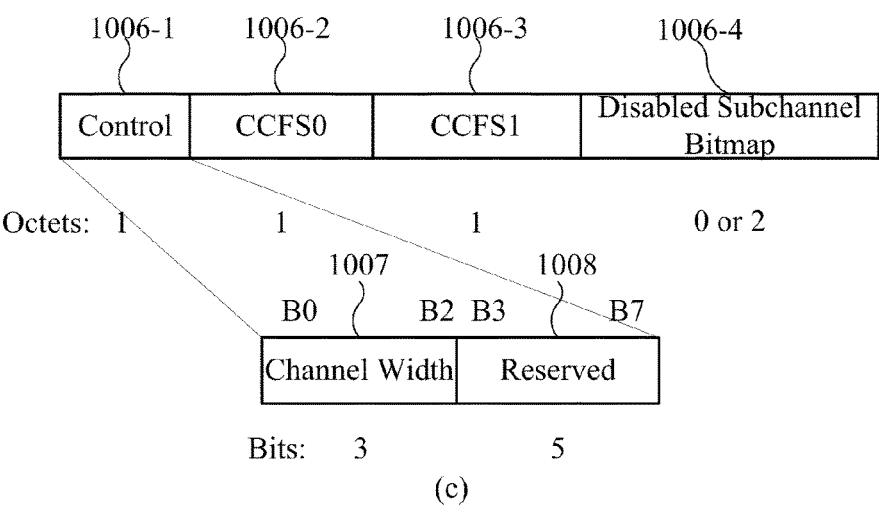 1006-1 1006-2 1006-3 1006-4
Control CCFS0 CCFS1 Disabled Subchannel
Bitmap
Octets: 1 1 1 0 or 2
1007 1008
B0 B2 B3 B7
Channel Width Reserved
Bits: 3 5
(c)